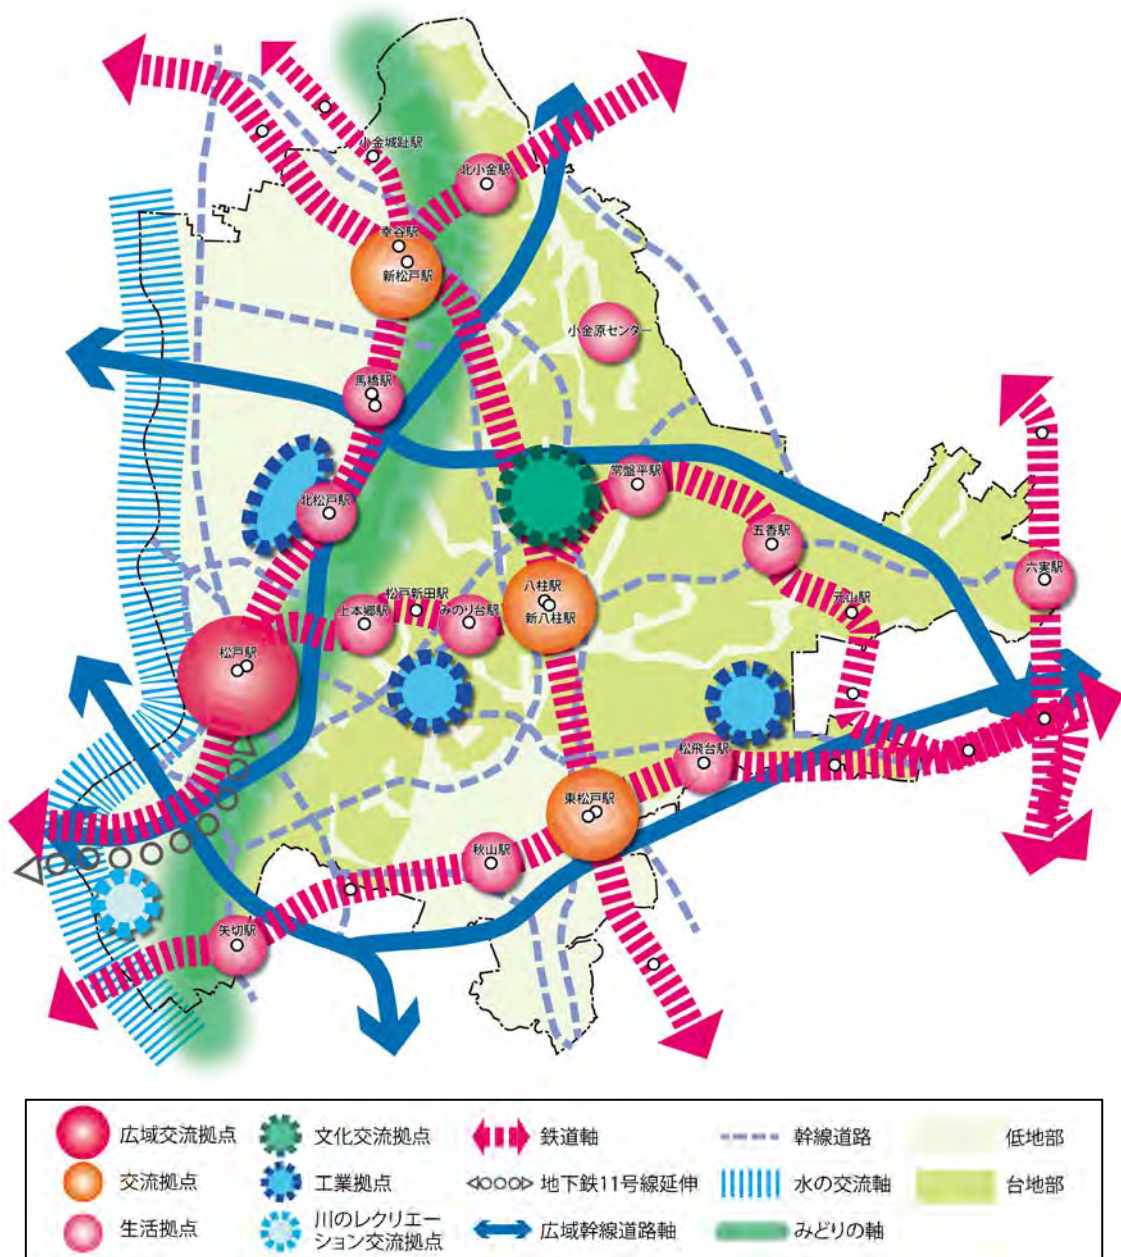 小金城趾駅
北小金駅
幸谷駅
新松戸駅
小金原センター
馬橋駅
常盤平駅
北松戸駅
五香駅
六実駅
八柱駅
新八柱駅
松戸新田駅
元山駅
上本郷駅
みのり台駅
松戸駅
松飛台駅
東松戸駅
秋山駅
矢切駅
広域交流拠点
文化交流拠点
鉄道軸
幹線道路
低地部
交流拠点
工業拠点
地下鉄11号線延伸
水の交流軸
台地部
生活拠点
川のレクリエー
ション交流拠点
広域幹線道路軸
みどりの軸